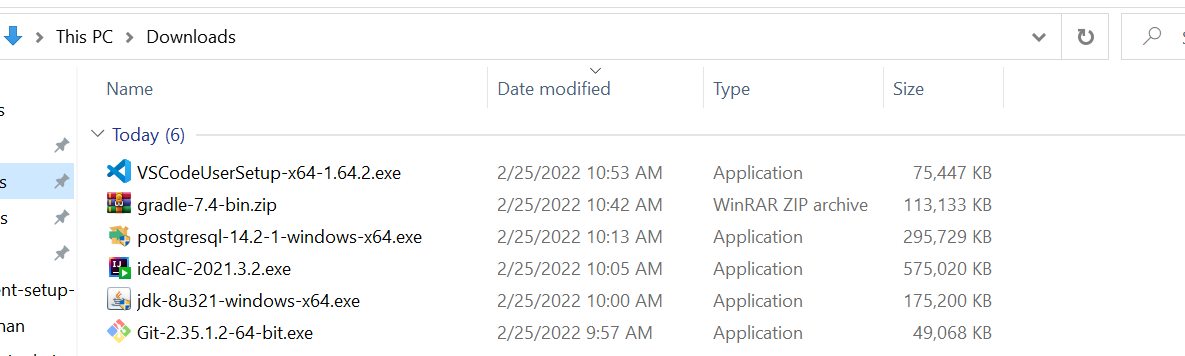 This PC > Downloads
Name Date modified Type Size
Today (6)
VSCodeUserSetup-x64-1.64.2.exe 2/25/2022 10:53 AM Application 75,447 KB
gradle-7.4-bin.zip 2/25/2022 10:42 AM WinRAR ZIP archive 113,133 KB
postgresql-14.2-1-windows-x64.exe 2/25/2022 10:13 AM Application 295,729 KB
ideaIC-2021.3.2.exe 2/25/2022 10:05 AM Application 575,020 KB
jdk-8u321-windows-x64.exe 2/25/2022 10:00 AM Application 175,200 KB
nt-setup-
Git-2.35.1.2-64-bit.exe 2/25/2022 9:57 AM Application 49,068 KB